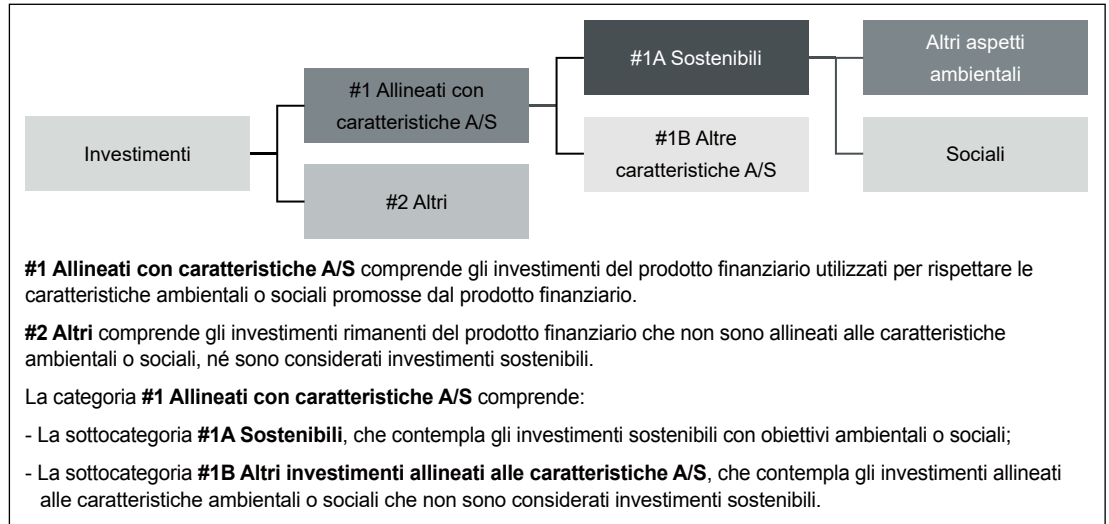 Investimenti
#1 Allineati con
caratteristiche A/S
#2 Altri
#1A Sostenibili
#1B Altre
caratteristiche A/S
Altri aspetti
ambientali
Sociali
#1 Allineati con caratteristiche A/S comprende gli investimenti del prodotto finanziario utilizzati per rispettare le
caratteristiche ambientali o sociali promosse dal prodotto finanziario.
#2 Altri comprende gli investimenti rimanenti del prodotto finanziario che non sono allineati alle caratteristiche
ambientali o sociali, né sono considerati investimenti sostenibili.
La categoria #1 Allineati con caratteristiche A/S comprende:
- La sottocategoria #1A Sostenibili, che contempla gli investimenti sostenibili con obiettivi ambientali o sociali;
- La sottocategoria #1B Altri investimenti allineati alle caratteristiche A/S, che contempla gli investimenti allineati
alle caratteristiche ambientali o sociali che non sono considerati investimenti sostenibili.